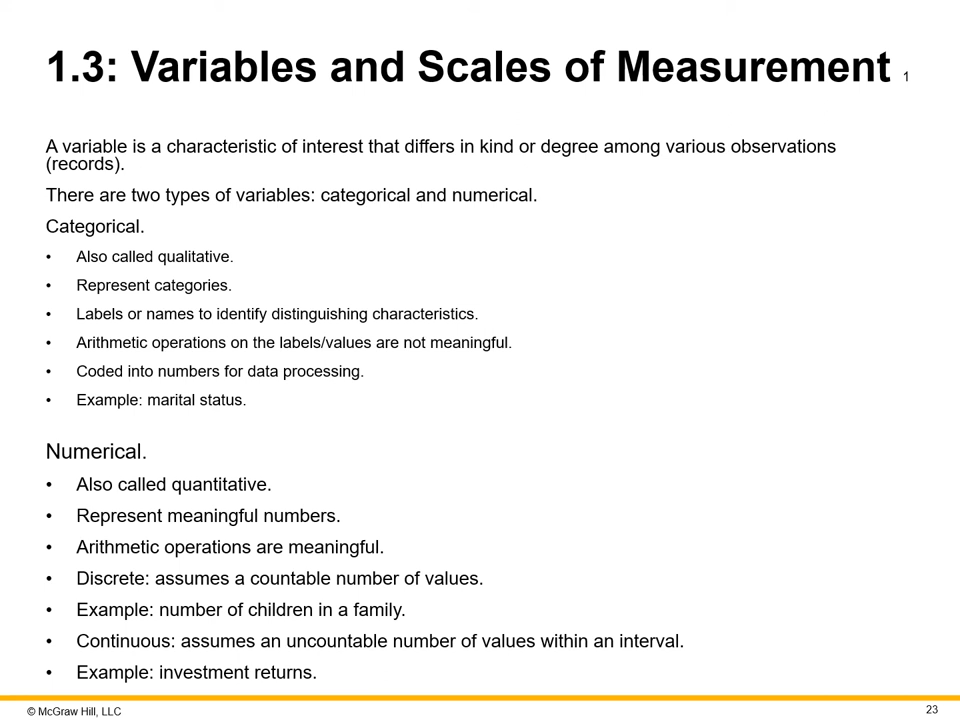 1.3: Variables and Scales of Measurement 1
A variable is a characteristic of interest that differs in kind or degree among various observations
(records).
There are two types of variables: categorical and numerical.
Categorical.
• Also called qualitative.
• Represent categories.
• Labels or names to identify distinguishing characteristics.
• Arithmetic operations on the labels/values are not meaningful.
• Coded into numbers for data processing.
• Example: marital status.
Numerical.
• Also called quantitative.
• Represent meaningful numbers.
• Arithmetic operations are meaningful.
• Discrete: assumes a countable number of values.
• Example: number of children in a family.
• Continuous: assumes an uncountable number of values within an interval.
• Example: investment returns.
© McGraw Hill, LLC
23